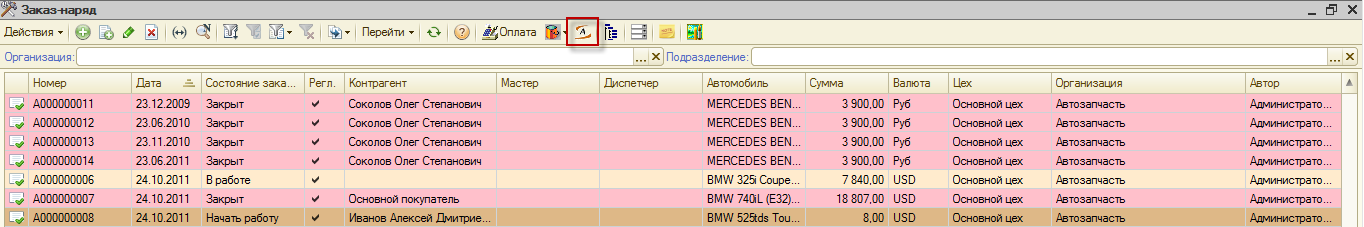 Заказ-наряд
Действия Перейти ? Оплата A
Организация: ... X Подразделение: ... X
Номер Дата Состояние зака... Регл. Контрагент Мастер Диспетчер Автомобиль Сумма Валюта Цех Организация Автор
А000000011 23.12.2009 Закрыт ✓ Соколов Олег Степанович MERCEDES BEN... 3 900,00 Руб Основной цех Автозапчасть Администрато...
А000000012 23.06.2010 Закрыт ✓ Соколов Олег Степанович MERCEDES BEN... 3 900,00 Руб Основной цех Автозапчасть Администрато...
А000000013 23.11.2010 Закрыт ✓ Соколов Олег Степанович MERCEDES BEN... 3 900,00 Руб Основной цех Автозапчасть Администрато...
А000000014 23.06.2011 Закрыт ✓ Соколов Олег Степанович MERCEDES BEN... 3 900,00 Руб Основной цех Автозапчасть Администрато...
А000000006 24.10.2011 В работе ✓ BMW 325i Coupe... 7 840,00 USD Основной цех Автозапчасть Администрато...
А000000007 24.10.2011 Закрыт ✓ Основной покупатель BMW 740iL (E32)... 18 807,00 USD Основной цех Автозапчасть Администрато...
А000000008 24.10.2011 Начать работу ✓ Иванов Алексей Дмитрие... BMW 525tds Tou... 8,00 USD Основной цех Автозапчасть Администрато...